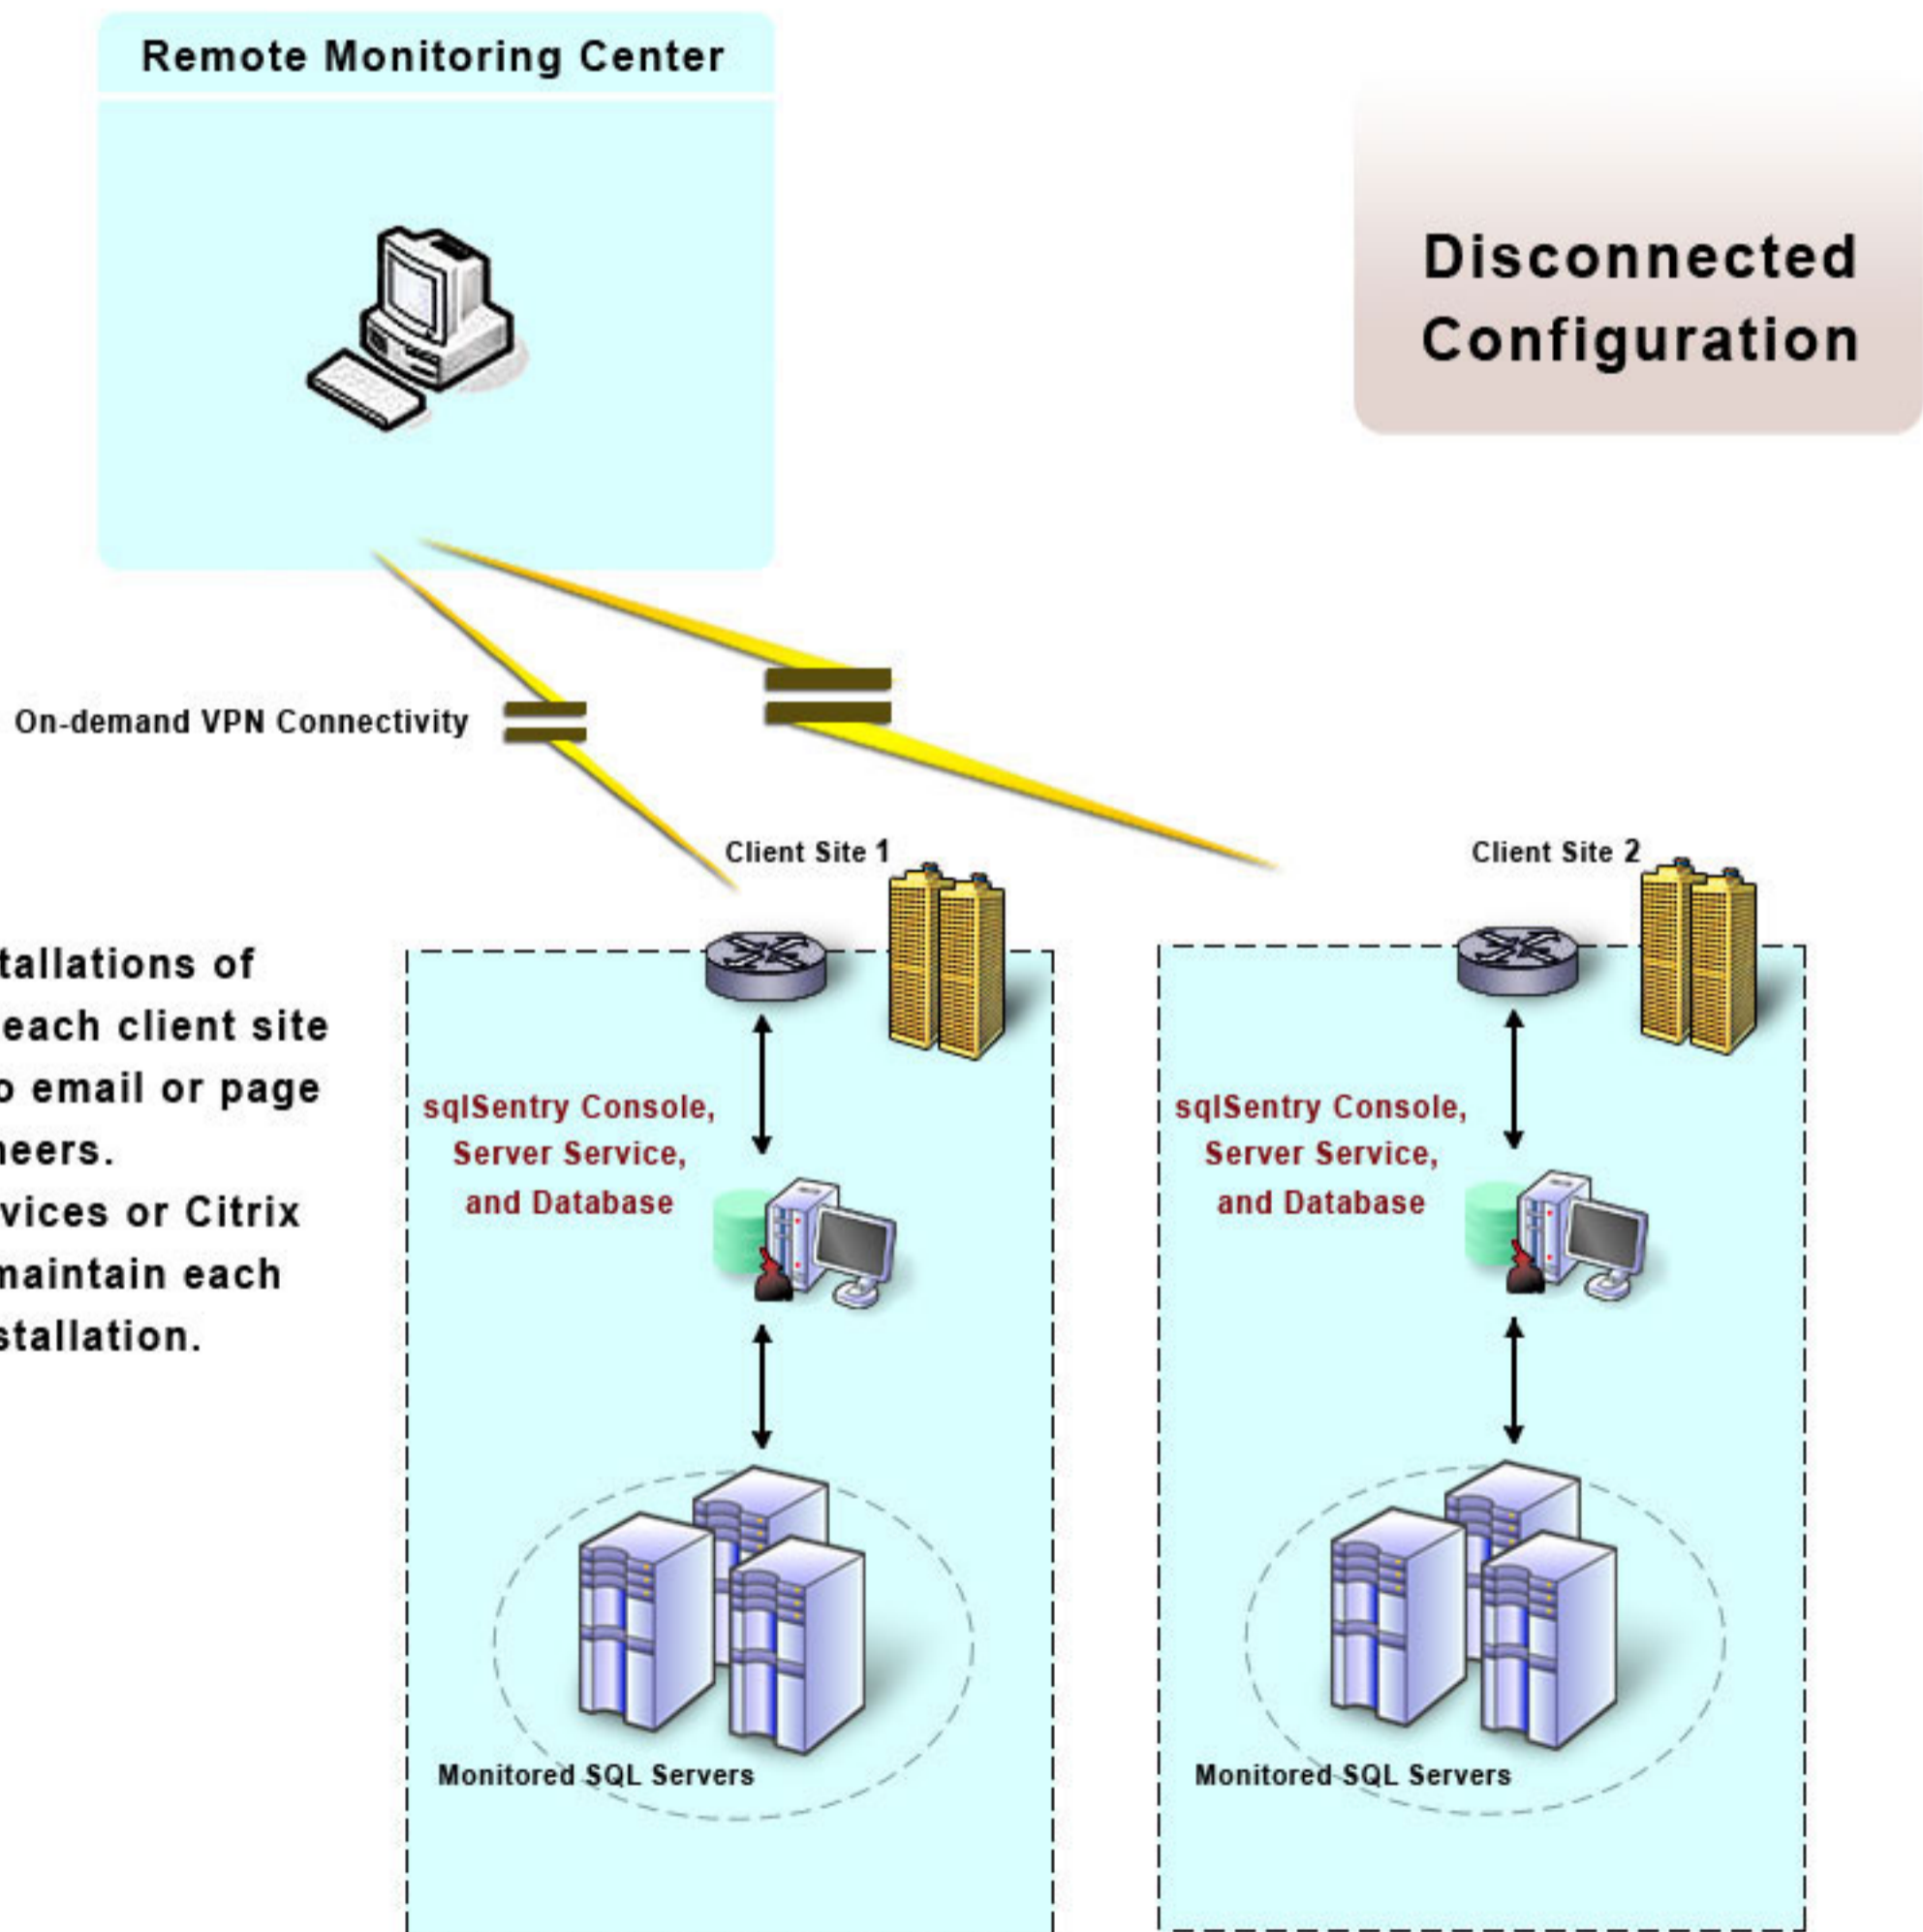 Remote Monitoring Center
Disconnected
Configuration
On-demand VPN Connectivity
Client Site 1
Client Site 2
tallations of
each client site
o email or page
neers.
vices or Citrix
maintain each
stallation.
sqlSentry Console,
Server Service,
and Database
sqlSentry Console,
Server Service,
and Database
Monitored SQL Servers
Monitored SQL Servers